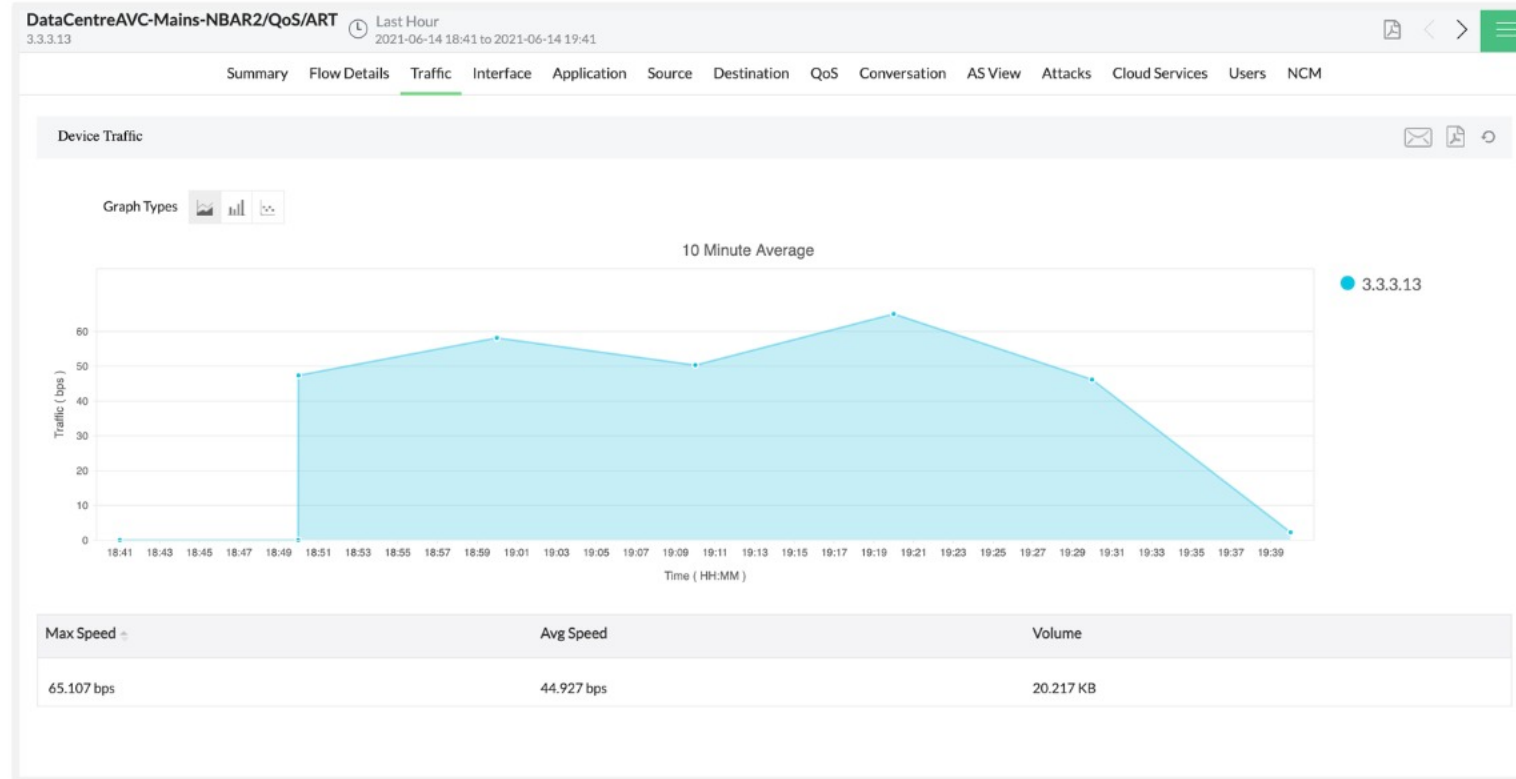 DataCentreAVC-Mains-NBAR2/QoS/ART
3.3.3.13
Last Hour
2021-06-14 18:41 to 2021-06-14 19:41
Summary Flow Details Traffic Interface Application Source Destination QoS Conversation AS View Attacks Cloud Services Users NCM
Device Traffic
Graph Types
10 Minute Average
3.3.3.13
60
50
40
30
20
10
0
Traffic ( bps )
18:41 18:43 18:45 18:47 18:49 18:51 18:53 18:55 18:57 18:59 19:01 19:03 19:05 19:07 19:09 19:11 19:13 19:15 19:17 19:19 19:21 19:23 19:25 19:27 19:29 19:31 19:33 19:35 19:37 19:39
Time ( HH:MM )
Max Speed Avg Speed Volume
65.107 bps 44.927 bps 20.217 KB